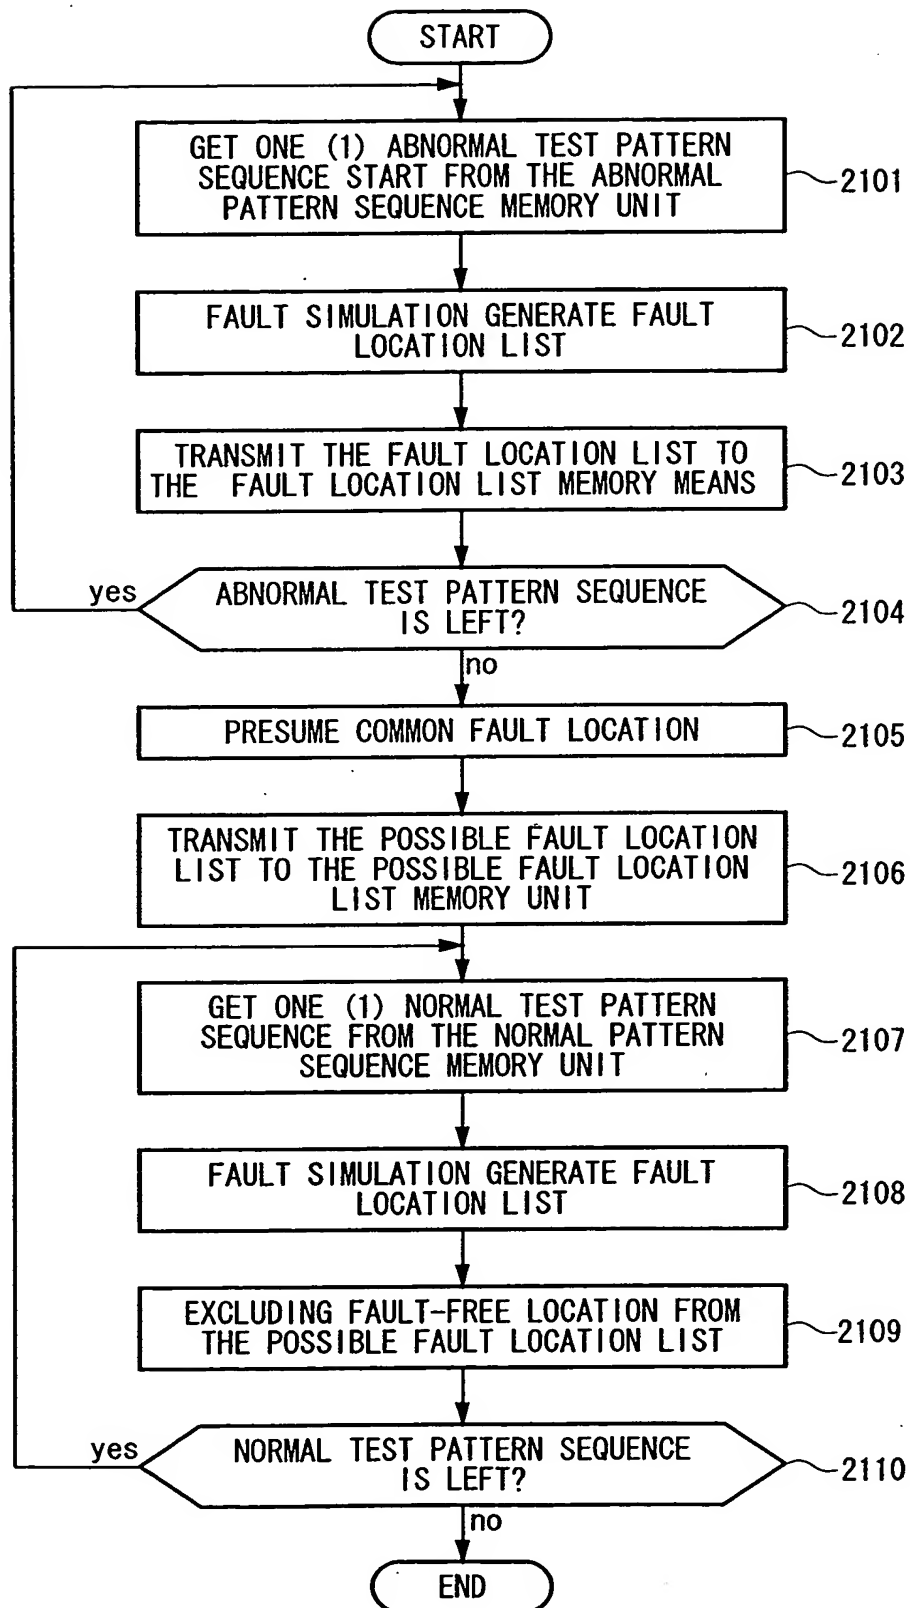 START
GET ONE (1) ABNORMAL TEST PATTERN
SEQUENCE START FROM THE ABNORMAL
PATTERN SEQUENCE MEMORY UNIT
2101
FAULT SIMULATION GENERATE FAULT
LOCATION LIST
2102
TRANSMIT THE FAULT LOCATION LIST TO
THE FAULT LOCATION LIST MEMORY MEANS
2103
yes
ABNORMAL TEST PATTERN SEQUENCE
IS LEFT?
2104
no
PRESUME COMMON FAULT LOCATION
2105
TRANSMIT THE POSSIBLE FAULT LOCATION
LIST TO THE POSSIBLE FAULT LOCATION
LIST MEMORY UNIT
2106
GET ONE (1) NORMAL TEST PATTERN
SEQUENCE FROM THE NORMAL PATTERN
SEQUENCE MEMORY UNIT
2107
FAULT SIMULATION GENERATE FAULT
LOCATION LIST
2108
EXCLUDING FAULT-FREE LOCATION FROM
THE POSSIBLE FAULT LOCATION LIST
2109
yes
NORMAL TEST PATTERN SEQUENCE
IS LEFT?
2110
no
END